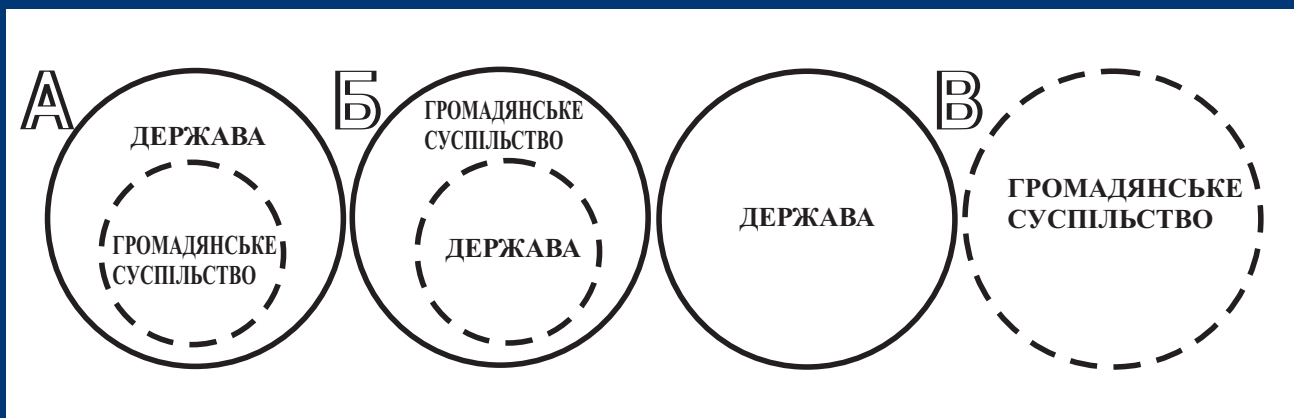 А
ДЕРЖАВА
ГРОМАДЯНСЬКЕ
СУСПІЛЬСТВО
Б
ГРОМАДЯНСЬКЕ
СУСПІЛЬСТВО
ДЕРЖАВА
ДЕРЖАВА
В
ГРОМАДЯНСЬКЕ
СУСПІЛЬСТВО